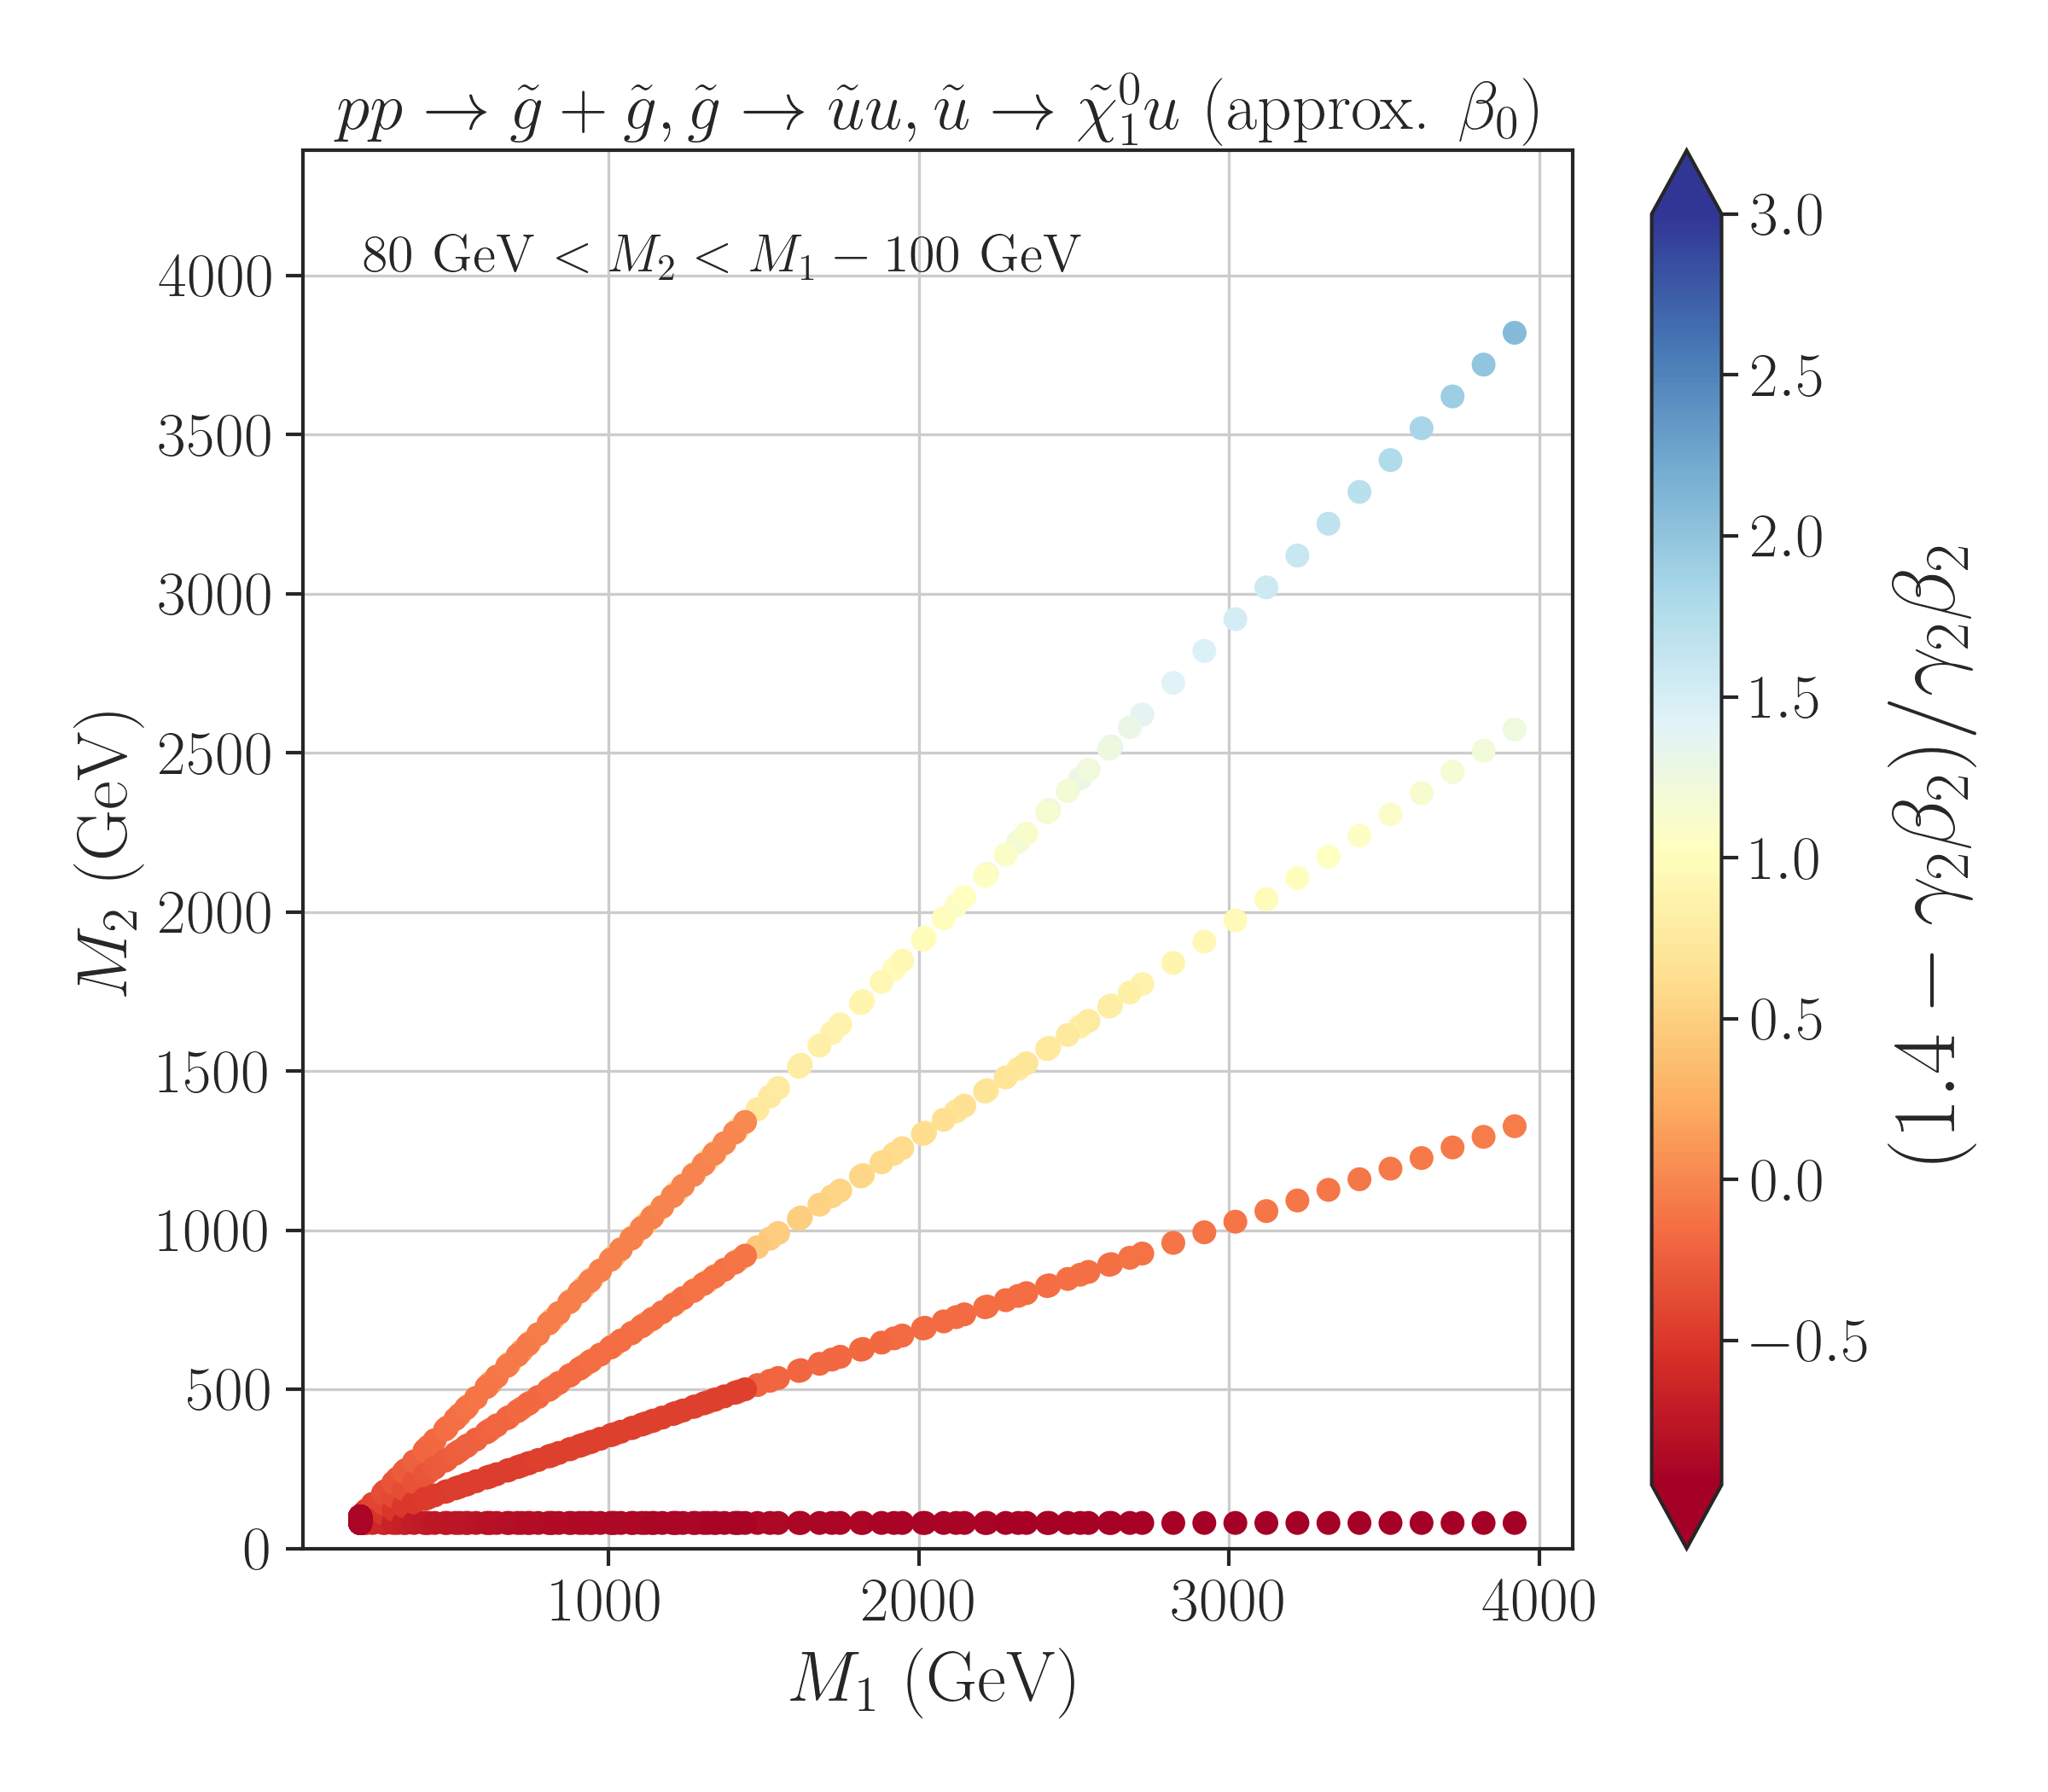 pp → g̃ + g̃, g̃ → ũu, ũ → χ̃₁⁰u (approx. β₀)
80 GeV < M₂ < M₁ − 100 GeV
4000
3500
3000
2500
2000
1500
1000
500
0
M₂ (GeV)
1000 2000 3000 4000
M₁ (GeV)
3.0
2.5
2.0
1.5
1.0
0.5
0.0
−0.5
(1.4 − γ₂β₂)/γ₂β₂